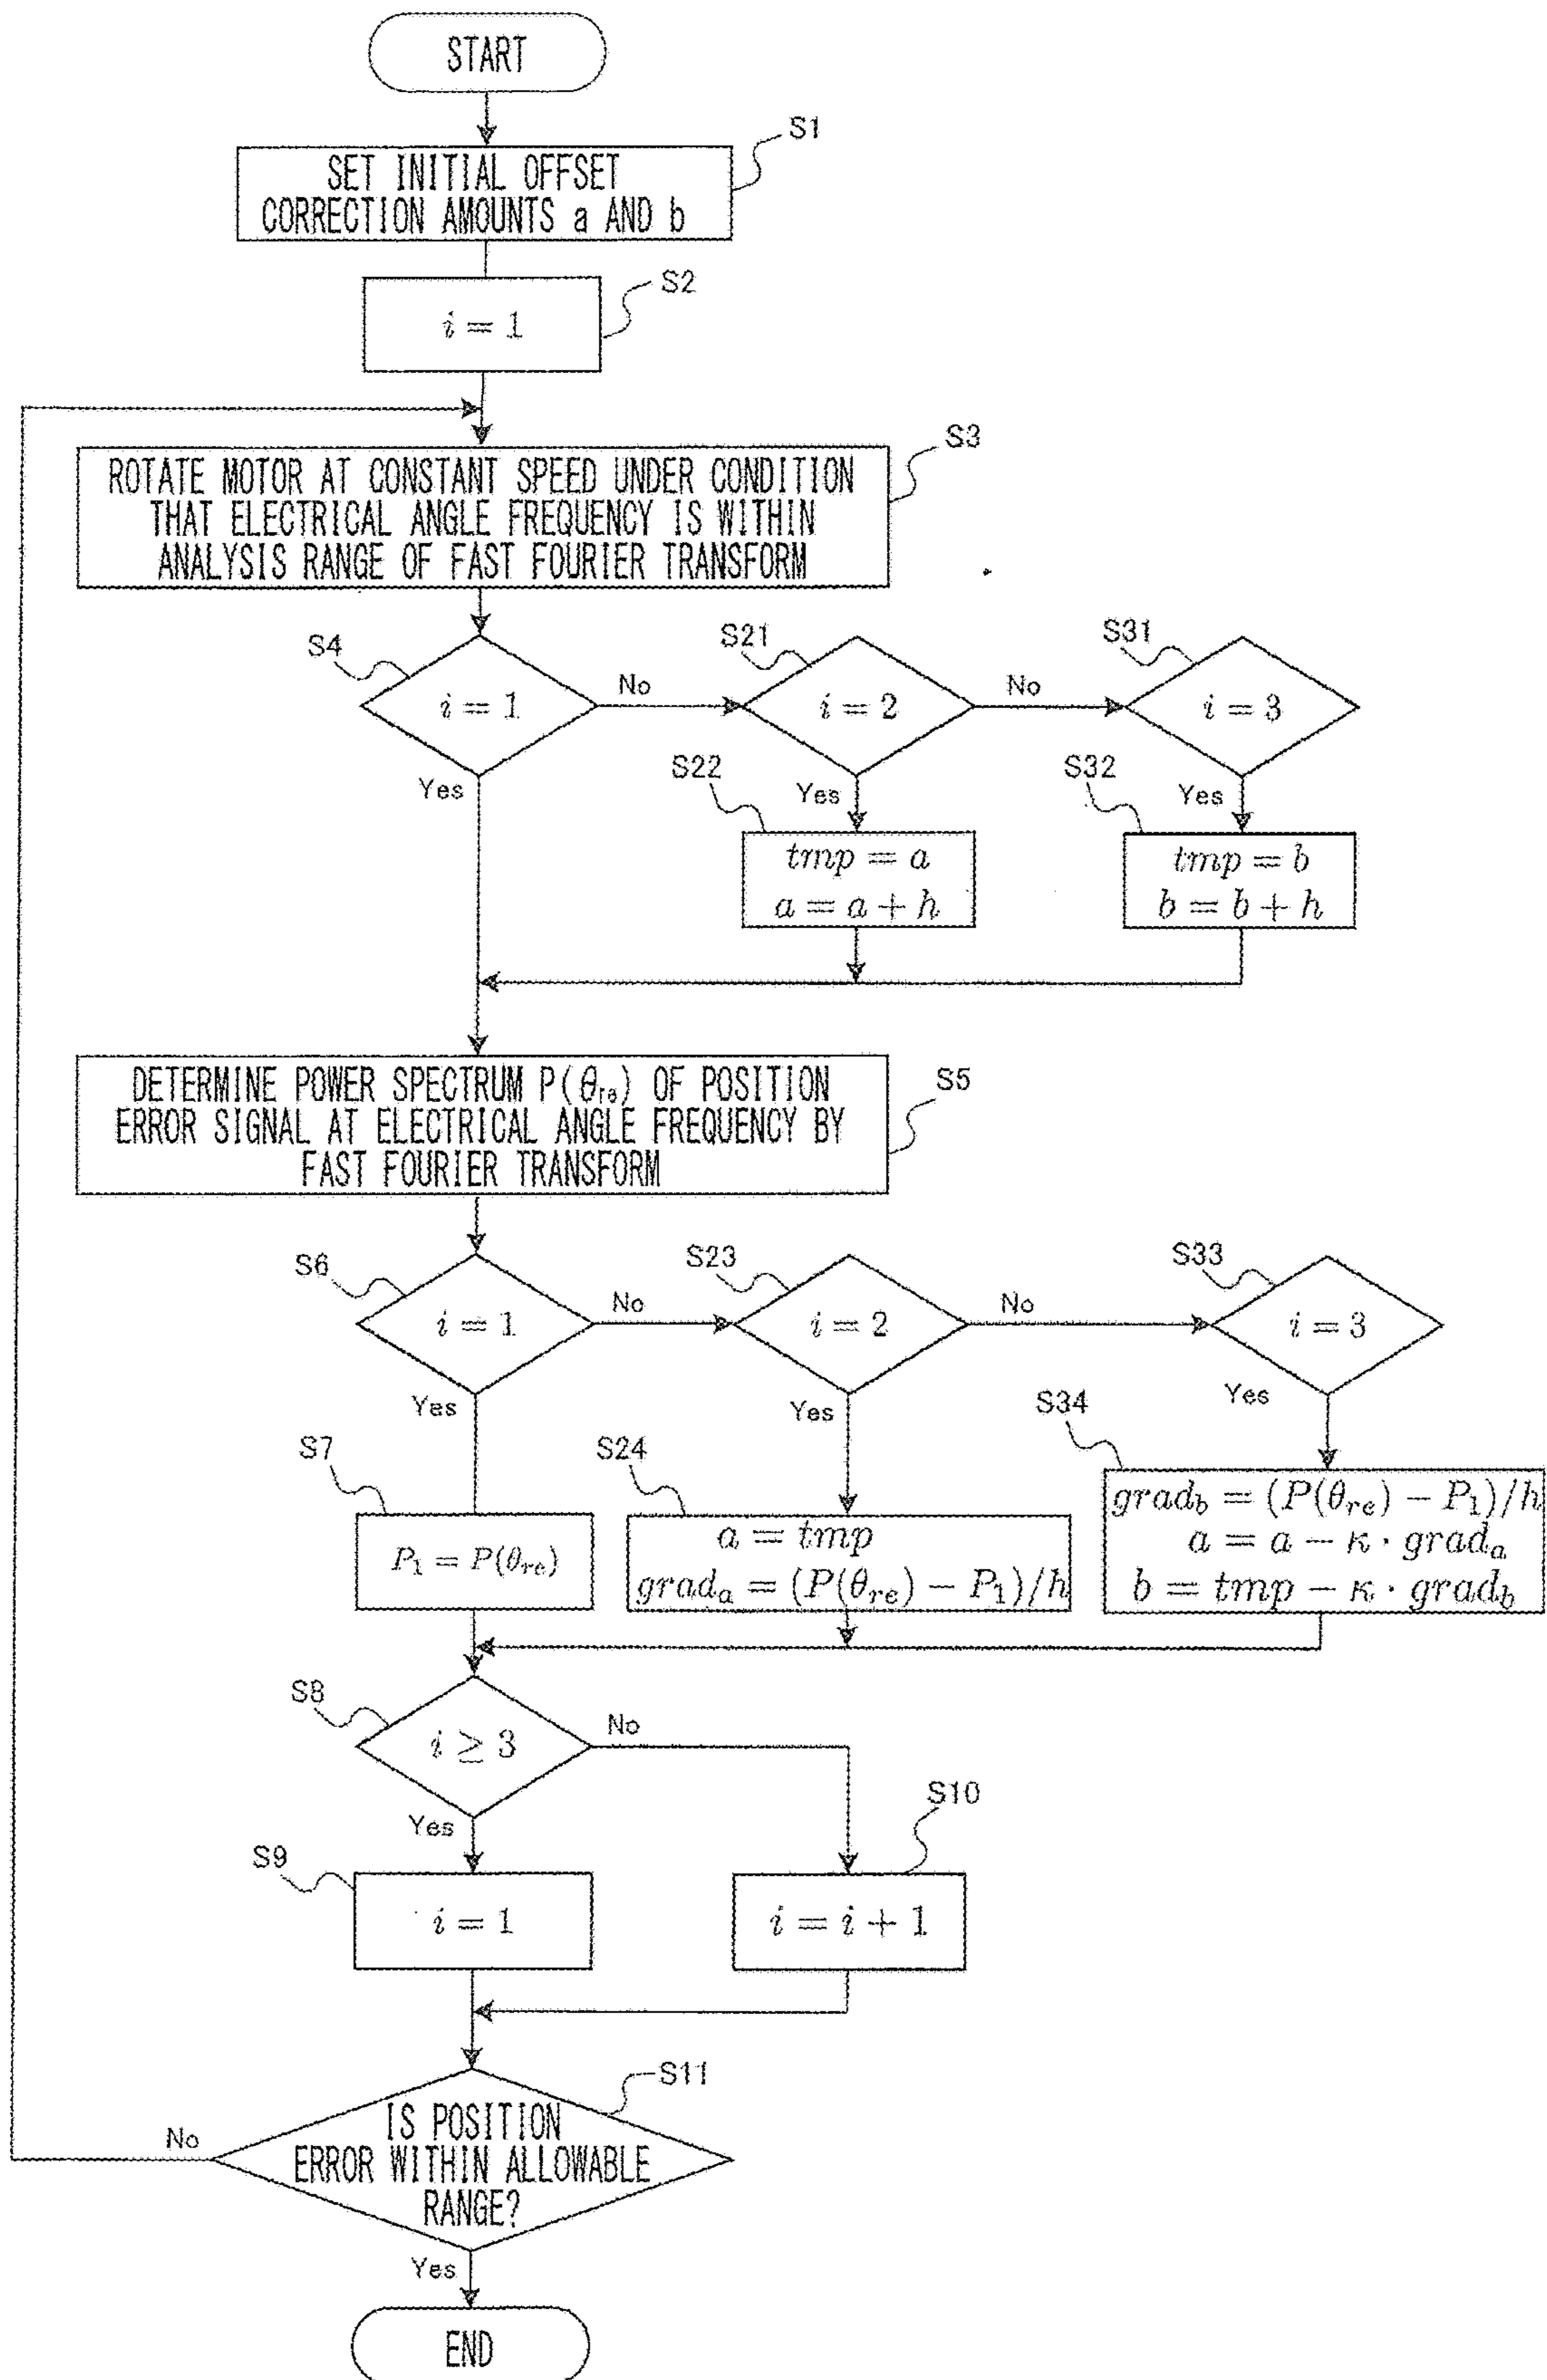 START
S1
SET INITIAL OFFSET
CORRECTION AMOUNTS a AND b
S2
i = 1
S3
ROTATE MOTOR AT CONSTANT SPEED UNDER CONDITION
THAT ELECTRICAL ANGLE FREQUENCY IS WITHIN
ANALYSIS RANGE OF FAST FOURIER TRANSFORM
S4
i = 1
No
Yes
S21
i = 2
No
Yes
S31
i = 3
Yes
S22
tmp = a
a = a + h
S32
tmp = b
b = b + h
S5
DETERMINE POWER SPECTRUM P(θre) OF POSITION
ERROR SIGNAL AT ELECTRICAL ANGLE FREQUENCY BY
FAST FOURIER TRANSFORM
S6
i = 1
No
Yes
S23
i = 2
No
Yes
S33
i = 3
Yes
S7
P1 = P(θre)
S24
a = tmp
grada = (P(θre) − P1)/h
S34
gradb = (P(θre) − P1)/h
a = a − κ · grada
b = tmp − κ · gradb
S8
i ≥ 3
No
Yes
S9
i = 1
S10
i = i + 1
S11
IS POSITION
ERROR WITHIN ALLOWABLE
RANGE?
No
Yes
END